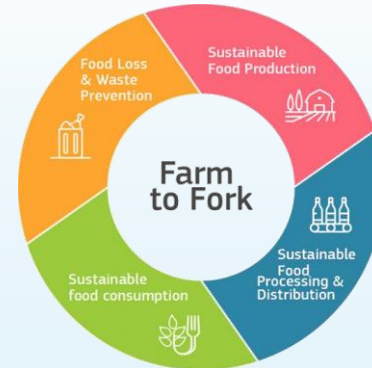 Food Loss
& Waste
Prevention
Sustainable
Food Production
Farm
to Fork
Sustainable
Food
Processing &
Distribution
Sustainable
food consumption